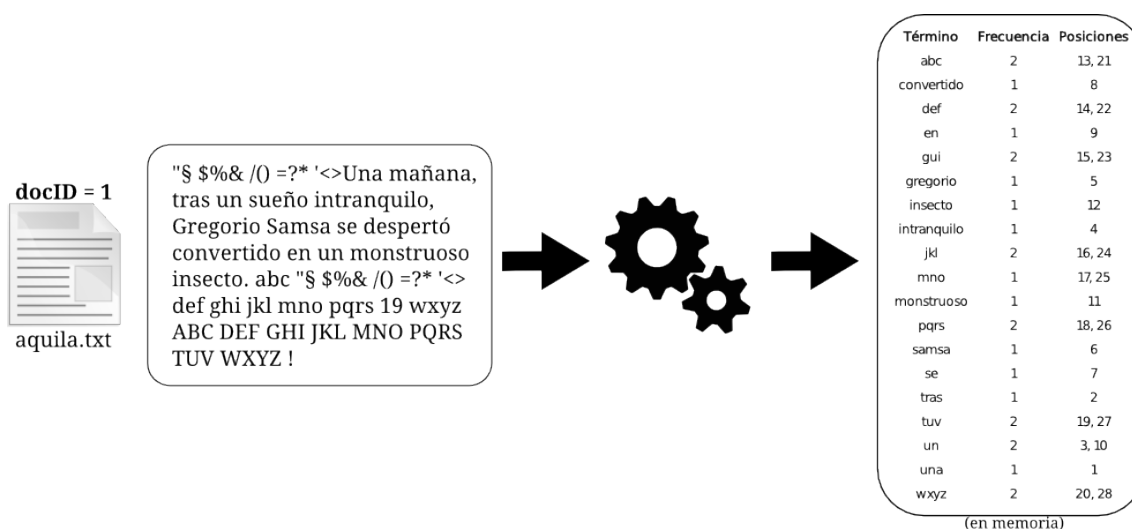 docID = 1
aquila.txt
"§ $%& /() =?* '<>Una mañana,
tras un sueño intranquilo,
Gregorio Samsa se despertó
convertido en un monstruoso
insecto. abc "§ $%& /() =?* '<>
def ghi jkl mno pqrs 19 wxyz
ABC DEF GHI JKL MNO PQRS
TUV WXYZ !
Término Frecuencia Posiciones
abc 2 13, 21
convertido 1 8
def 2 14, 22
en 1 9
gui 2 15, 23
gregorio 1 5
insecto 1 12
intranquilo 1 4
jkl 2 16, 24
mno 1 17, 25
monstruoso 1 11
pqrs 2 18, 26
samsa 1 6
se 1 7
tras 1 2
tuv 2 19, 27
un 2 3, 10
una 1 1
wxyz 2 20, 28
(en memoria)